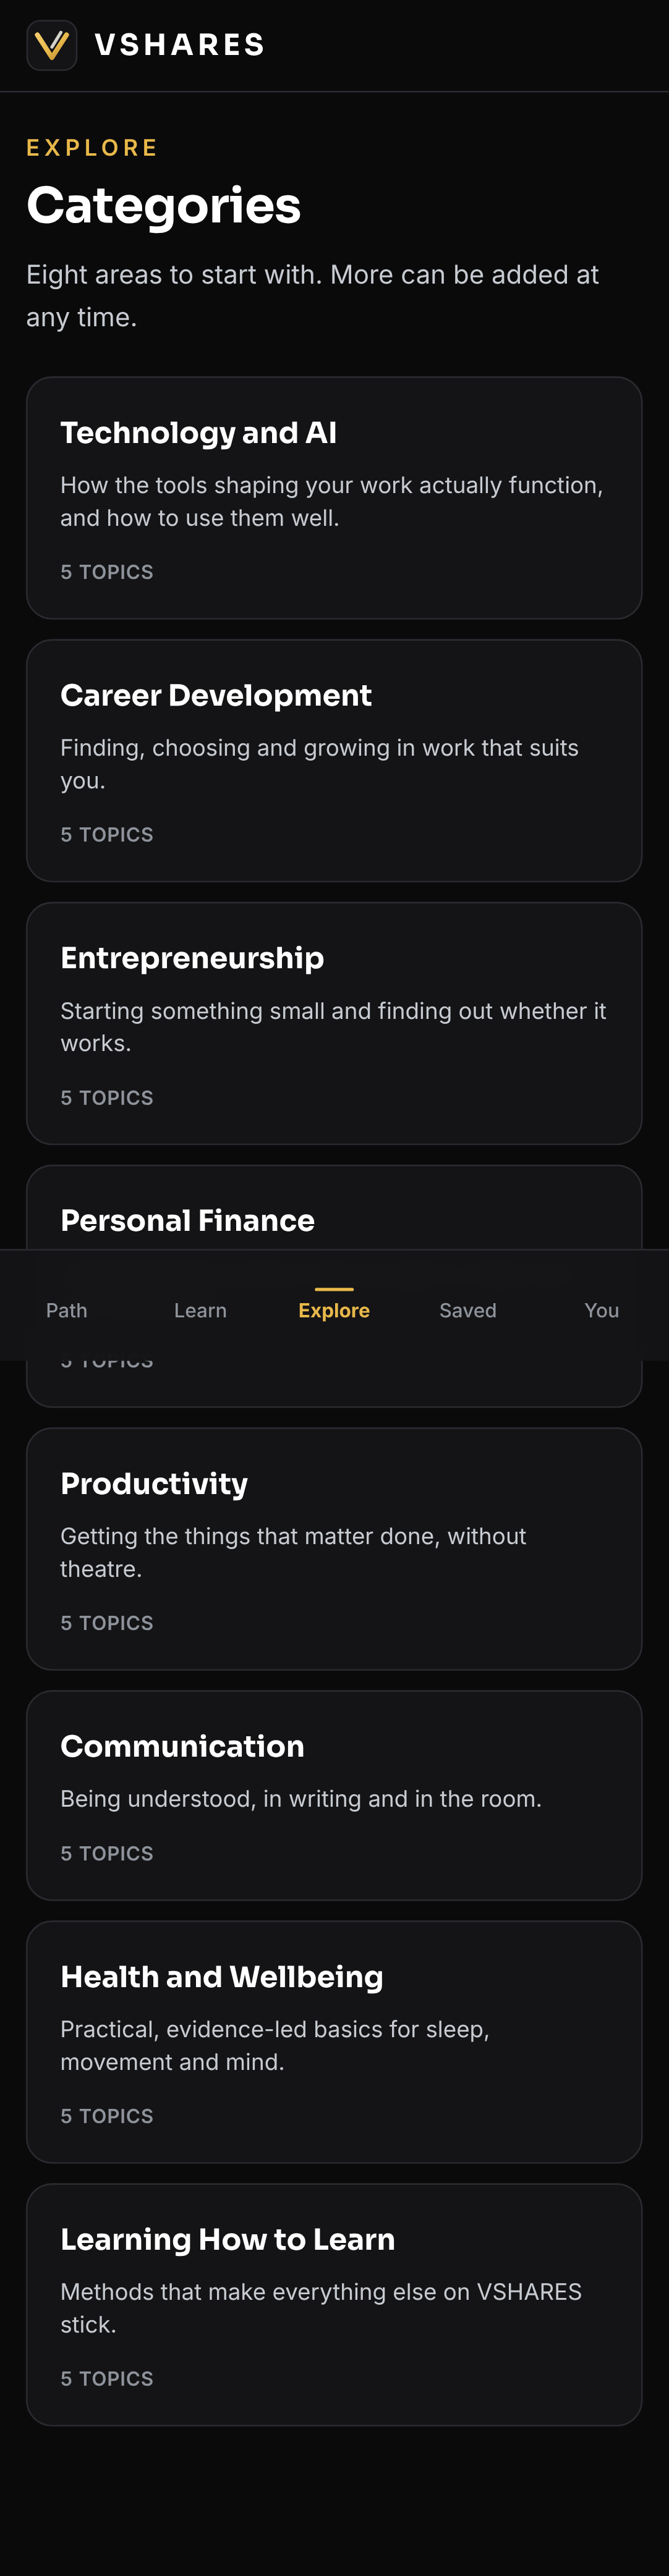 VSHARES
EXPLORE
Categories
Eight areas to start with. More can be added at
any time.
Technology and AI
How the tools shaping your work actually function,
and how to use them well.
5 TOPICS
Career Development
Finding, choosing and growing in work that suits
you.
5 TOPICS
Entrepreneurship
Starting something small and finding out whether it
works.
5 TOPICS
Personal Finance
Path
Learn
Explore
Saved
You
5 TOPICS
Productivity
Getting the things that matter done, without
theatre.
5 TOPICS
Communication
Being understood, in writing and in the room.
5 TOPICS
Health and Wellbeing
Practical, evidence-led basics for sleep,
movement and mind.
5 TOPICS
Learning How to Learn
Methods that make everything else on VSHARES
stick.
5 TOPICS